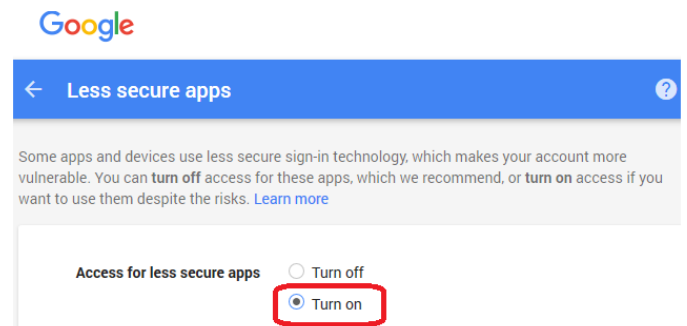 Google
Less secure apps
Some apps and devices use less secure sign-in technology, which makes your account more
vulnerable. You can turn off access for these apps, which we recommend, or turn on access if you
want to use them despite the risks. Learn more
Access for less secure apps
Turn off
Turn on